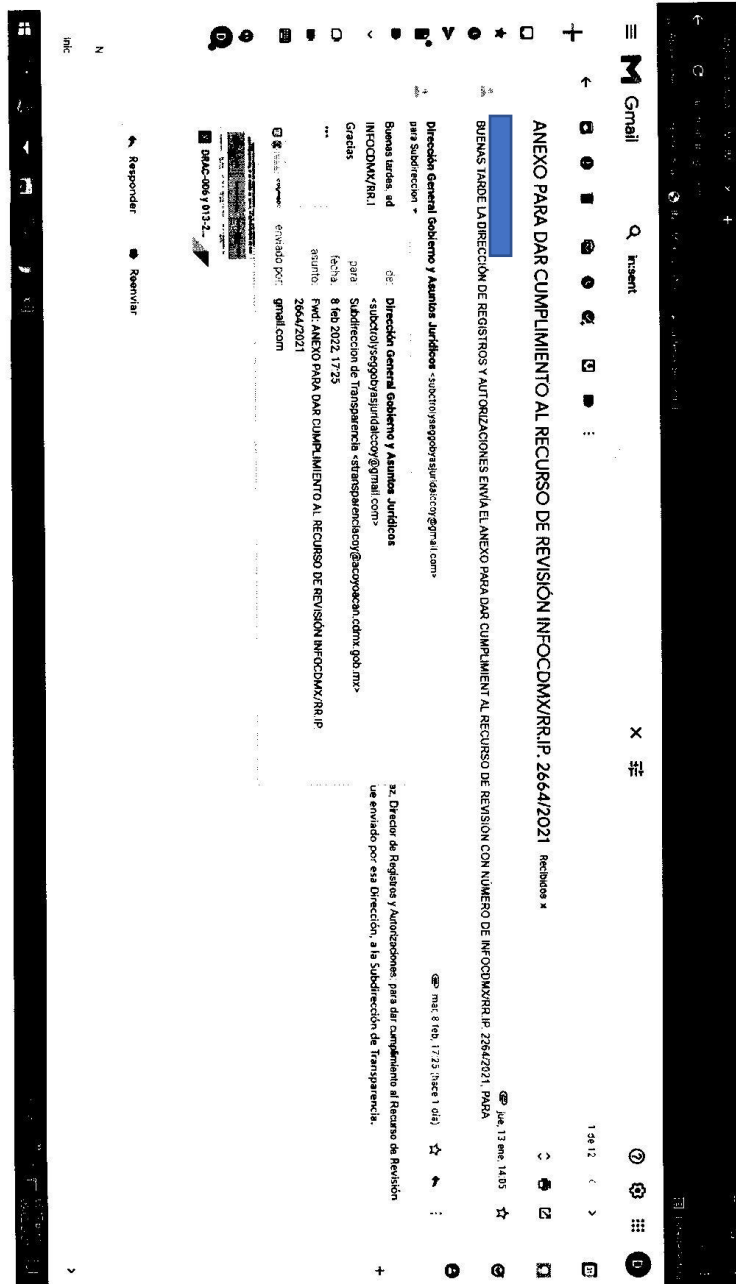 Gmail
in:sent
1 de 12
ANEXO PARA DAR CUMPLIMIENTO AL RECURSO DE REVISIÓN INFOCDMX/RR.IP. 2664/2021 Recibidos x
jue, 13 ene, 14:05
BUENAS TARDE LA DIRECCIÓN DE REGISTROS Y AUTORIZACIONES ENVÍA EL ANEXO PARA DAR CUMPLIMIENT AL RECURSO DE REVISIÓN CON NÚMERO DE INFOCDMX/RR.IP. 2264/2021, PARA
Dirección General Gobierno y Asuntos Jurídicos <subctrolyseggobyasjuridalccoy@gmail.com>
mar, 8 feb, 17:25 (hace 1 día)
para Subdireccion
Buenas tardes, ad
az, Director de Registros y Autorizaciones, para dar cumplimiento al Recurso de Revisión
INFOCDMX/RR.I
ue enviado por esa Dirección, a la Subdirección de Transparencia.
Gracias
de: Dirección General Gobierno y Asuntos Jurídicos
<subctrolyseggobyasjuridalccoy@gmail.com>
para: Subdireccion de Transparencia <stransparenciacoy@acoyoacan.cdmx.gob.mx>
fecha: 8 feb 2022, 17:25
asunto: Fwd: ANEXO PARA DAR CUMPLIMIENTO AL RECURSO DE REVISIÓN INFOCDMX/RR.IP.
2664/2021
enviado por: gmail.com
DRAC-006 y 013-2...
Responder
Reenviar
N
inic
D
D